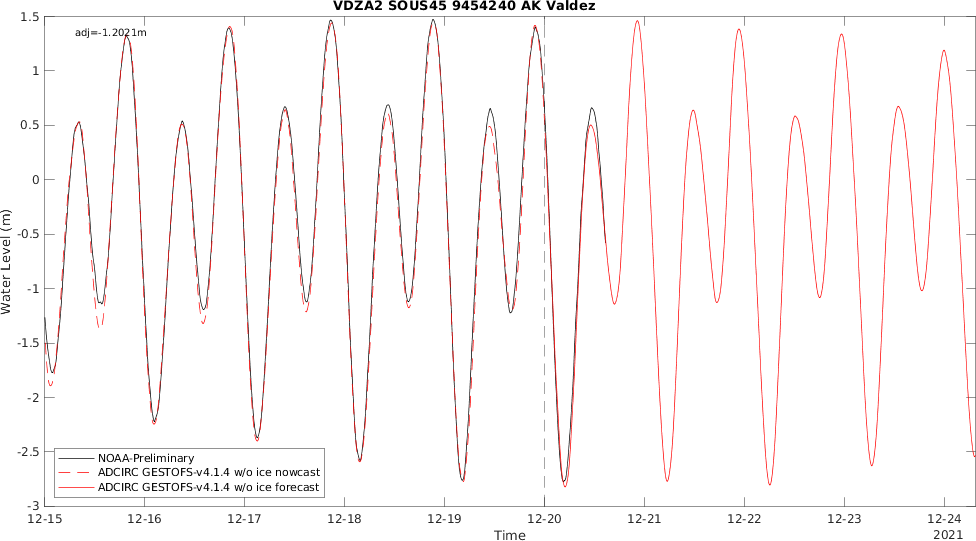 VDZA2 SOUS45 9454240 AK Valdez
adj=-1.2021m
1.5
1
0.5
0
-0.5
-1
-1.5
-2
-2.5
-3
Water Level (m)
NOAA-Preliminary
ADCIRC GESTOFS-v4.1.4 w/o ice nowcast
ADCIRC GESTOFS-v4.1.4 w/o ice forecast
12-15 12-16 12-17 12-18 12-19 12-20 12-21 12-22 12-23 12-24
Time
2021